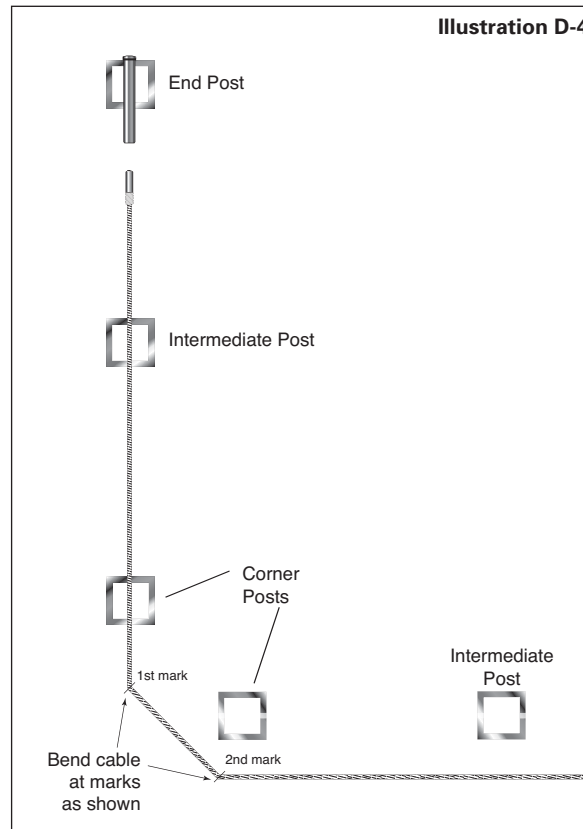 Illustration D-4
End Post
Intermediate Post
Corner
Posts
1st mark
Intermediate
Post
Bend cable
at marks
as shown
2nd mark